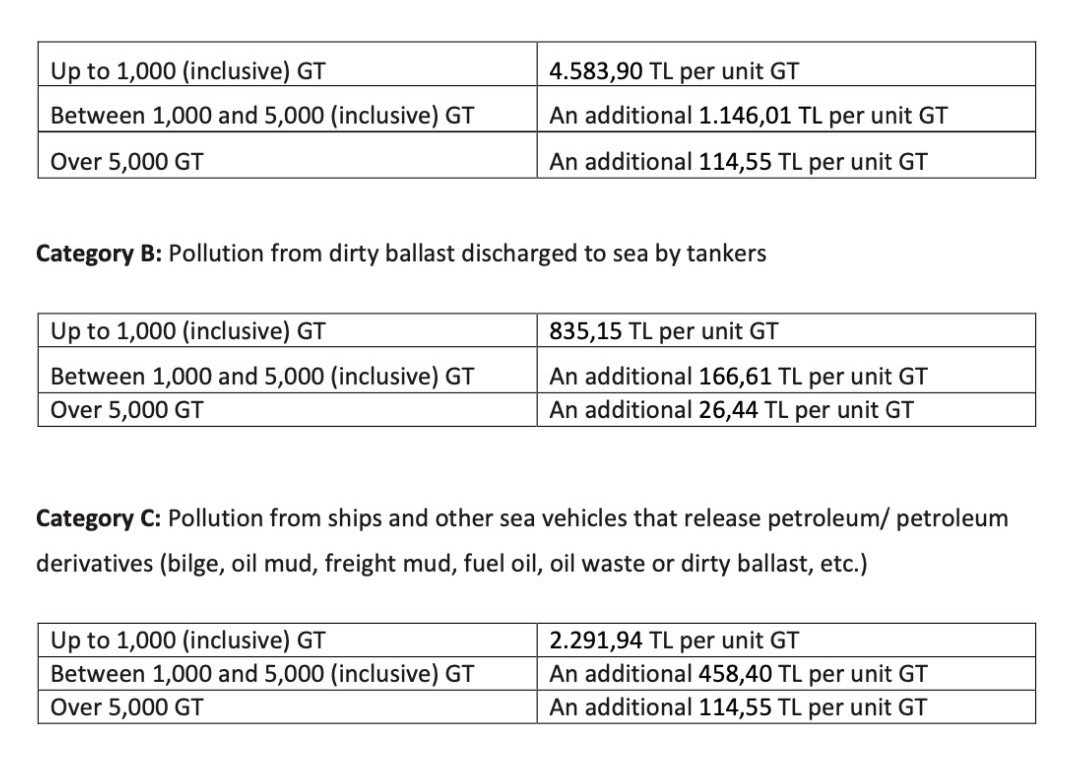 Up to 1,000 (inclusive) GT 4.583,90 TL per unit GT
Between 1,000 and 5,000 (inclusive) GT An additional 1.146,01 TL per unit GT
Over 5,000 GT An additional 114,55 TL per unit GT
Category B: Pollution from dirty ballast discharged to sea by tankers
Up to 1,000 (inclusive) GT 835,15 TL per unit GT
Between 1,000 and 5,000 (inclusive) GT An additional 166,61 TL per unit GT
Over 5,000 GT An additional 26,44 TL per unit GT
Category C: Pollution from ships and other sea vehicles that release petroleum/ petroleum
derivatives (bilge, oil mud, freight mud, fuel oil, oil waste or dirty ballast, etc.)
Up to 1,000 (inclusive) GT 2.291,94 TL per unit GT
Between 1,000 and 5,000 (inclusive) GT An additional 458,40 TL per unit GT
Over 5,000 GT An additional 114,55 TL per unit GT